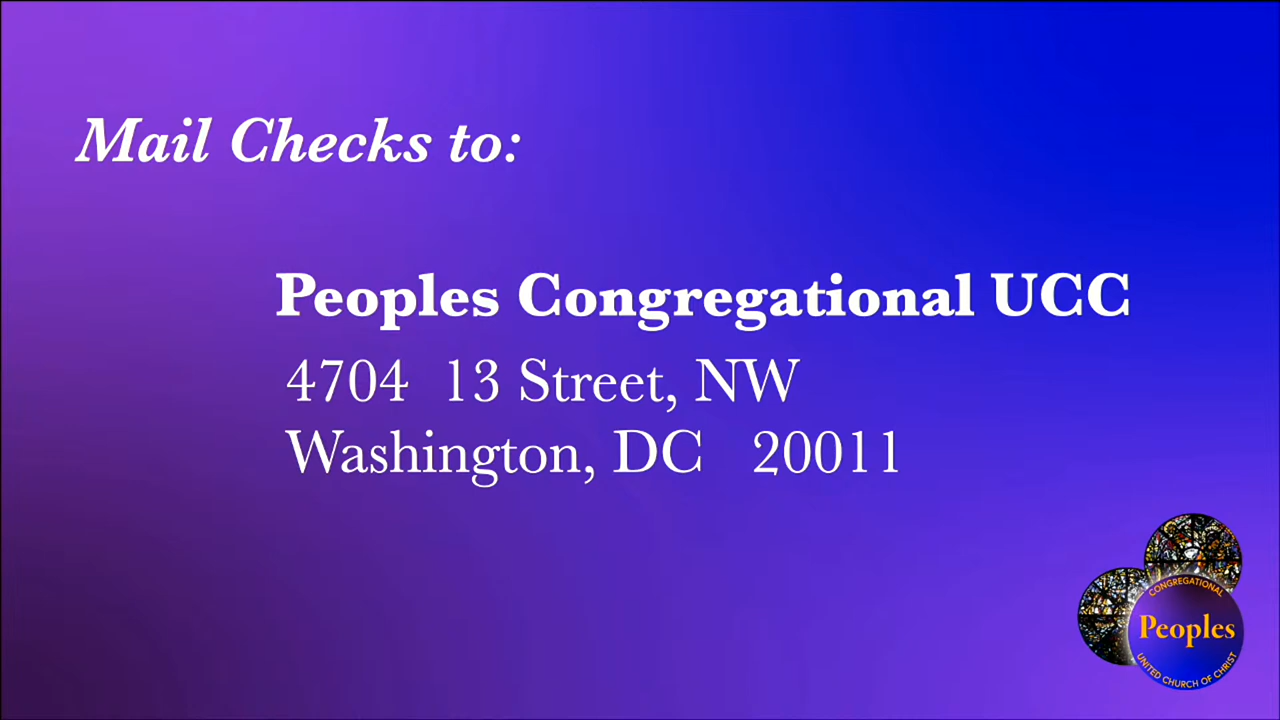 Mail Checks to:
Peoples Congregational UCC
4704 13 Street, NW
Washington, DC 20011
CONGREGATIONAL
Peoples
UNITED CHURCH OF CHRIST